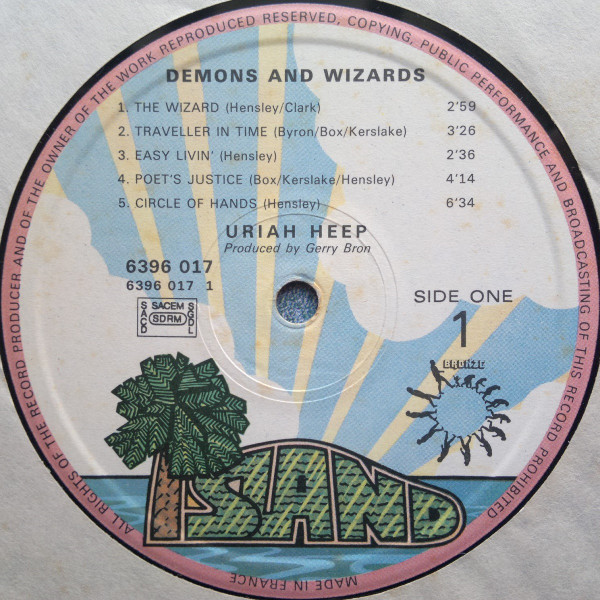 ALL RIGHTS OF THE RECORD PRODUCER AND OF THE OWNER OF THE WORK REPRODUCED RESERVED, COPYING, PUBLIC PERFORMANCE AND BROADCASTING OF THIS RECORD PROHIBITED
DEMONS AND WIZARDS
1. THE WIZARD (Hensley/Clark) 2'59
2. TRAVELLER IN TIME (Byron/Box/Kerslake) 3'26
3. EASY LIVIN' (Hensley) 2'36
4. POET'S JUSTICE (Box/Kerslake/Hensley) 4'14
5. CIRCLE OF HANDS (Hensley) 6'34
URIAH HEEP
Produced by Gerry Bron
6396 017
6396 017 1
SACD SACEM SDRM SGDL
SIDE ONE
1
BRONZE
ISLAND
MADE IN FRANCE